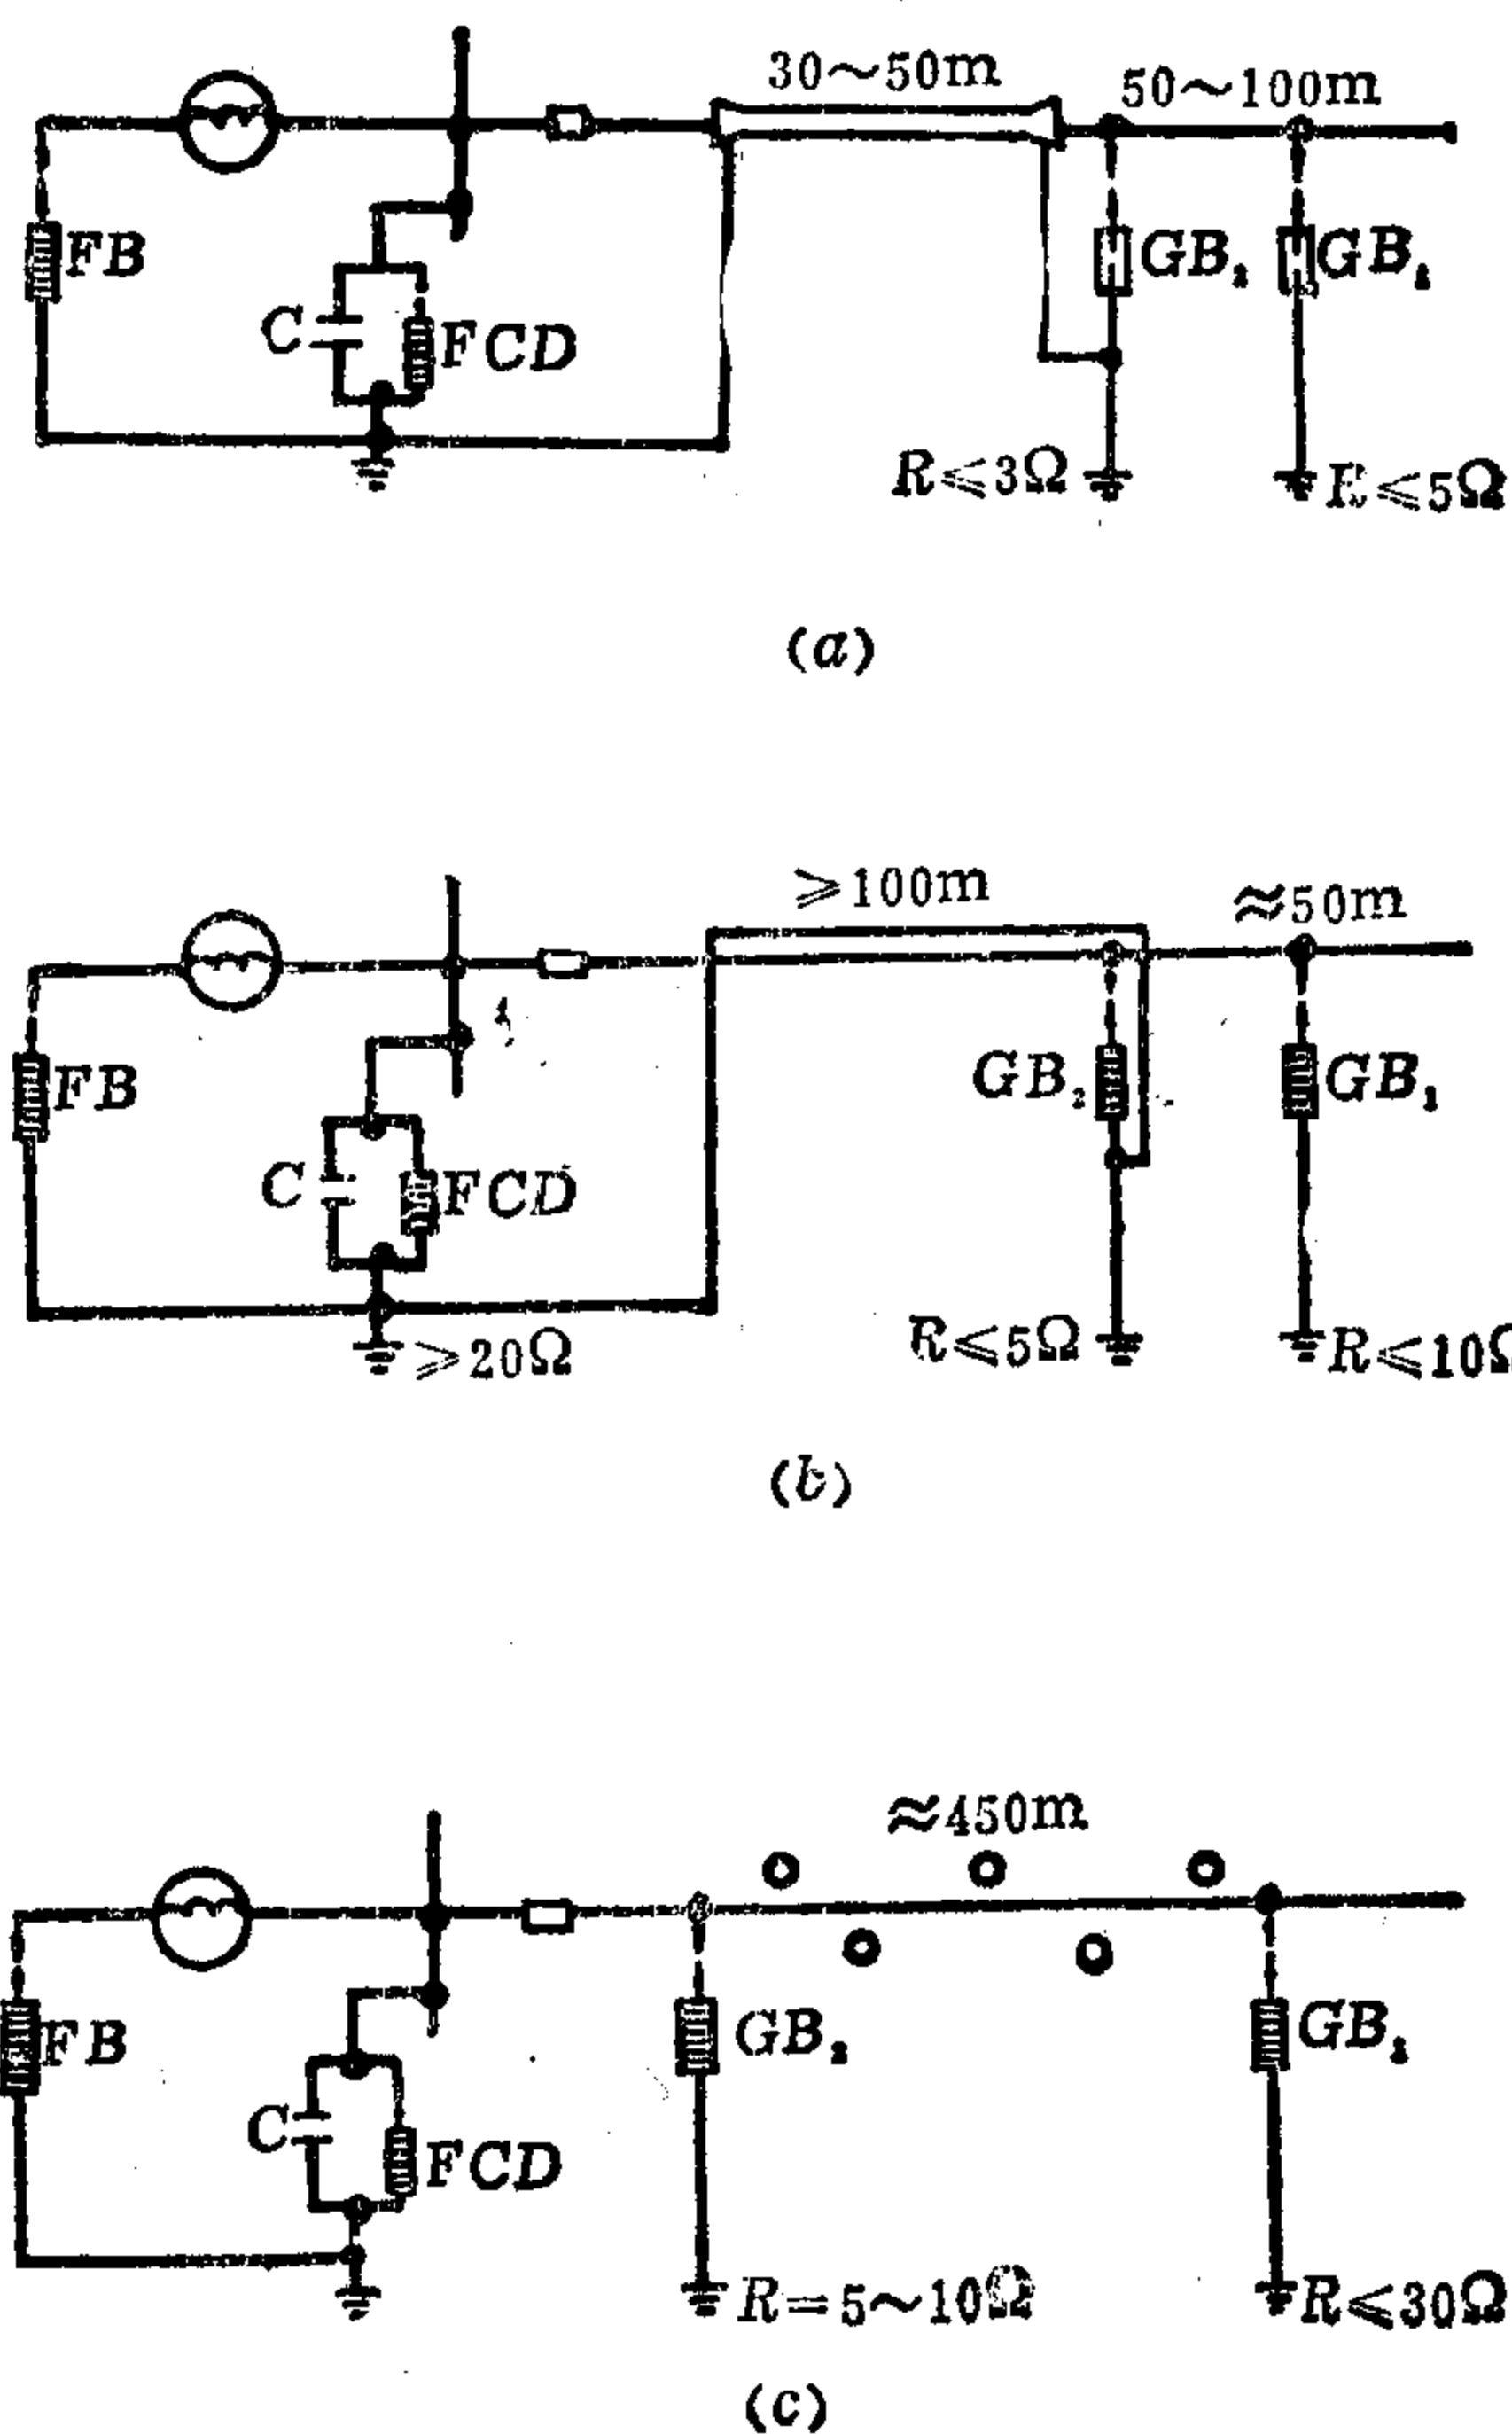 30～50m
50～100m
FB
GB₂
GB₁
C
FCD
R⩽3Ω
R⩽5Ω
(a)
⩾100m
≈50m
FB
GB₂
GB₁
C
FCD
R⩽5Ω
⩾20Ω
R⩽10Ω
(b)
≈450m
FB
GB₂
GB₁
C
FCD
R=5～10Ω
R⩽30Ω
(c)